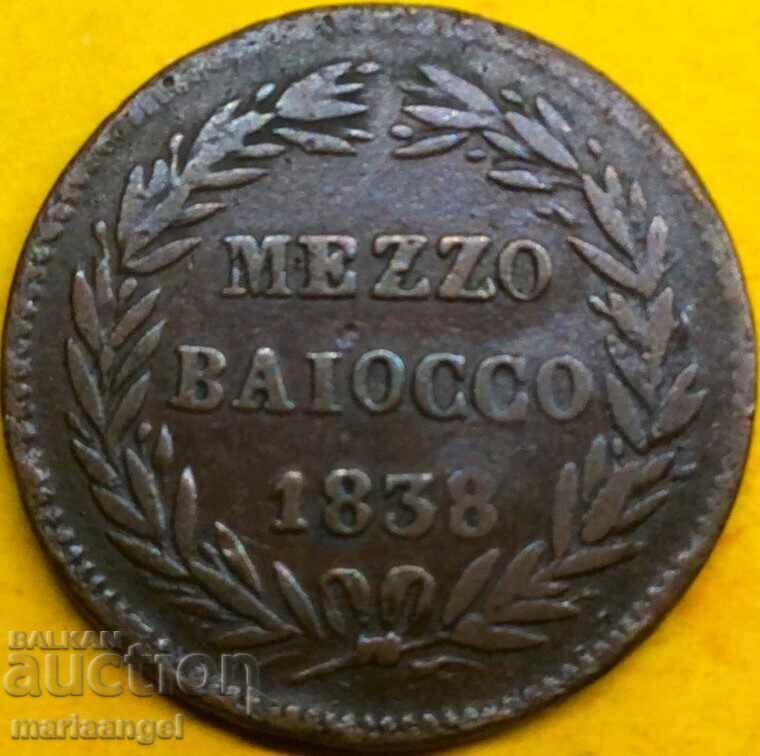 MEZZO
BAIOCCO
1838
BALKAN
auction
mariaangel